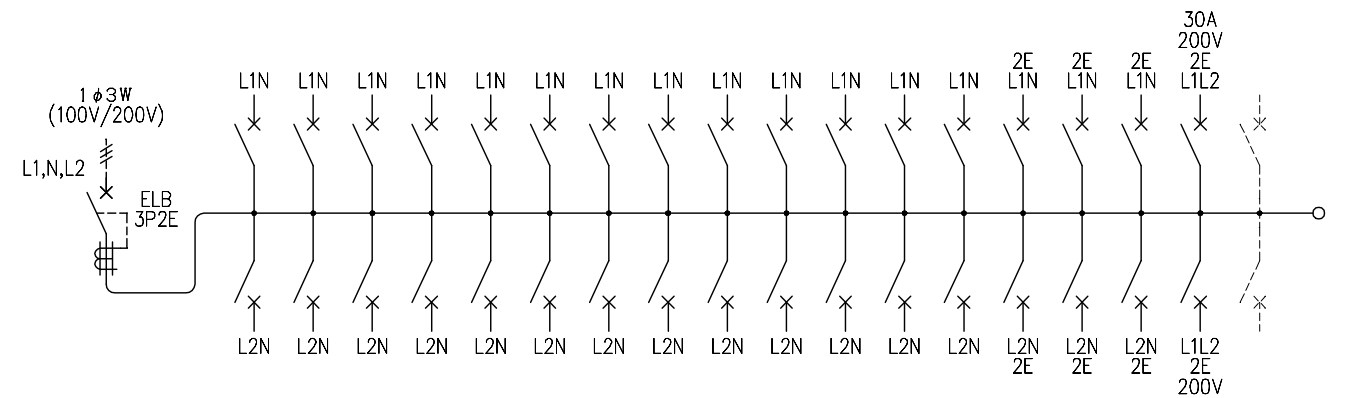 30A
200V
2E 2E 2E 2E
L1N L1N L1N L1N L1N L1N L1N L1N L1N L1N L1N L1N L1N L1N L1N L1N L1L2
1φ3W
(100V/200V)
L1,N,L2
ELB
3P2E
L2N L2N L2N L2N L2N L2N L2N L2N L2N L2N L2N L2N L2N L2N L2N L2N L1L2
2E 2E 2E 2E
200V